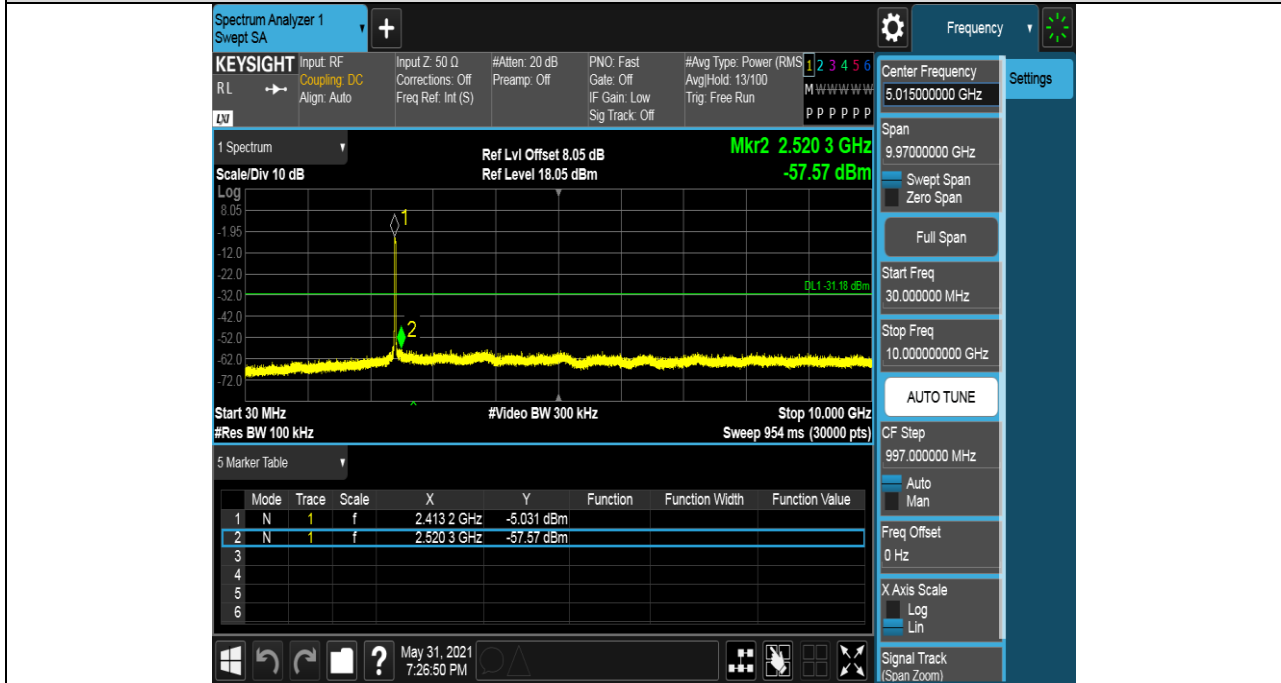 Spectrum Analyzer 1
Swept SA
+
Frequency
KEYSIGHT
RL
LXI
Input: RF
Coupling: DC
Align: Auto
Input Z: 50 Ω
Corrections: Off
Freq Ref: Int (S)
#Atten: 20 dB
Preamp: Off
PNO: Fast
Gate: Off
IF Gain: Low
Sig Track: Off
#Avg Type: Power (RMS
Avg|Hold: 13/100
Trig: Free Run
1 2 3 4 5 6
M W W W W W
P P P P P P
1 Spectrum
Scale/Div 10 dB
Ref Lvl Offset 8.05 dB
Ref Level 18.05 dBm
Mkr2 2.520 3 GHz
-57.57 dBm
Log
8.05
-1.95
-12.0
-22.0
-32.0
-42.0
-52.0
-62.0
-72.0
1
2
DL1 -31.18 dBm
Start 30 MHz
#Video BW 300 kHz
Stop 10.000 GHz
#Res BW 100 kHz
Sweep 954 ms (30000 pts)
5 Marker Table
Mode Trace Scale X Y Function Function Width Function Value
1 N 1 f 2.413 2 GHz -5.031 dBm
2 N 1 f 2.520 3 GHz -57.57 dBm
3
4
5
6
?
May 31, 2021
7:26:50 PM
Center Frequency
5.015000000 GHz
Settings
Span
9.97000000 GHz
Swept Span
Zero Span
Full Span
Start Freq
30.000000 MHz
Stop Freq
10.000000000 GHz
AUTO TUNE
CF Step
997.000000 MHz
Auto
Man
Freq Offset
0 Hz
X Axis Scale
Log
Lin
Signal Track
(Span Zoom)